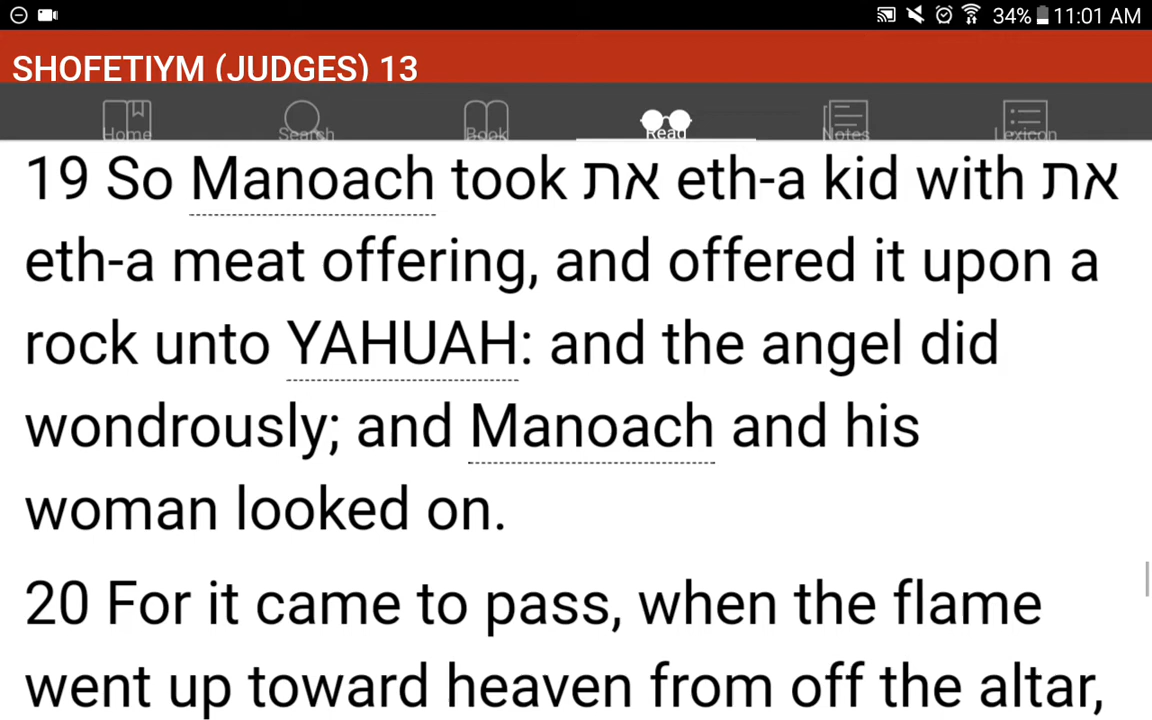 34% 11:01 AM
SHOFETIYM (JUDGES) 13
Home Search Book Read Notes Lexicon
19 So Manoach took את eth-a kid with את
eth-a meat offering, and offered it upon a
rock unto YAHUAH: and the angel did
wondrously; and Manoach and his
woman looked on.
20 For it came to pass, when the flame
went up toward heaven from off the altar,